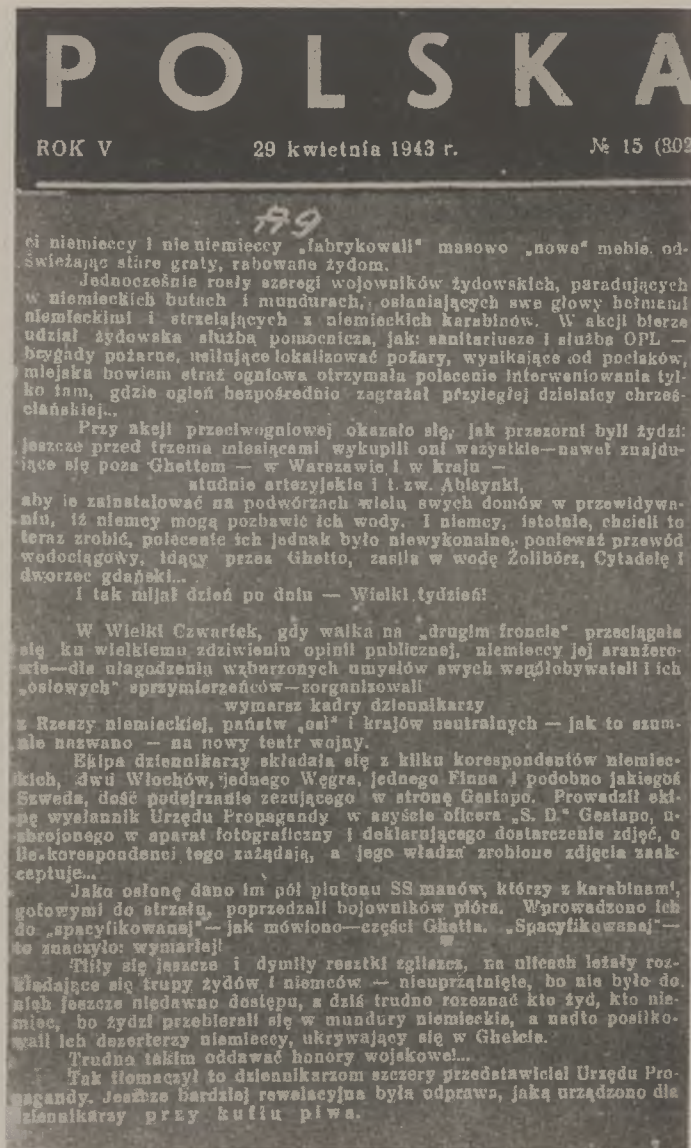 POLSKA
ROK V 29 kwietnia 1943 r. № 15 (302
A9
ci niemieccy i nie niemieccy „fabrykowali“ masowo „nowe“ meble, od-
świeżając stare graty, rabowane żydom.
Jednocześnie rosły szeregi wojowników żydowskich, paradujących
w niemieckich butach i mundurach, osłaniających swe głowy hełmami
niemieckimi i strzelających z niemieckich karabinów. W akcji bierze
udział żydowska służba pomocnicza, jak: sanitariusze i służba OPL —
brygady pożarne, usiłujące lokalizować pożary, wynikające od pocisków,
miejska bowiem straż ogniowa otrzymała polecenie interweniowania tyl-
ko tam, gdzie ogień bezpośrednio zagrażał przyległej dzielnicy chrześ-
ciańskiej...
Przy akcji przeciwogniowej okazało się, jak przezorni byli żydzi:
jeszcze przed trzema miesiącami wykupili oni wszystkie—nawet znajdu-
jące się poza Ghettem — w Warszawie i w kraju —
studnie artezyjskie i t. zw. Abisynki,
aby je zainstalować na podwórzach wielu swych domów w przewidywa-
niu, iż niemcy mogą pozbawić ich wody. I niemcy, istotnie, chcieli to
teraz zrobić, polecenie ich jednak było niewykonalne, ponieważ przewód
wodociągowy, idący przez Ghetto, zasila w wodę Żolibórz, Cytadelę i
dworzec gdański...
I tak mijał dzień po dniu — Wielki tydzień!
W Wielki Czwartek, gdy walka na „drugim froncie“ przeciągała
się ku wielkiemu zdziwieniu opinii publicznej, niemieccy jej aranżero-
wie—dla ułagodzenia wzburzonych umysłów swych współobywateli i ich
„osłowych“ sprzymierzeńców—zorganizowali
wymarsz kadry dziennikarzy
z Rzeszy niemieckiej, państw „osi“ i krajów neutralnych — jak to szum-
nie nazwano — na nowy teatr wojny.
Ekipa dziennikarzy składała się z kilku korespondentów niemiec-
kich, dwu Włochów, jednego Węgra, jednego Finna i podobno jakiegoś
Szweda, dość podejrzanie zezującego w stronę Gestapo. Prowadził eki-
pę wysłannik Urzędu Propagandy w asyście oficera „S. D.“ Gestapo, u-
zbrojonego w aparat fotograficzny i deklarującego dostarczenie zdjęć, o
ile korespondenci tego zażądają, a jego władza zrobione zdjęcia zaak-
ceptuje...
Jako osłonę dano im pół plutonu SS manów, którzy z karabinami,
gotowymi do strzału, poprzedzali bojowników pióra. Wprowadzono ich
do „spacyfikowanej“— jak mówiono—części Ghetta. „Spacyfikowanej“—
to znaczyło: wymarłej!
Tliły się jeszcze i dymiły resztki zgliszcz, na ulicach leżały roz-
kładające się trupy żydów i niemców — nieuprzątnięte, bo nie było do
nich jeszcze niedawno dostępu, a dziś trudno rozeznać kto żyd, kto nie-
miec, bo żydzi przebierali się w mundury niemieckie, a nadto posiłko-
wali ich dezerterzy niemieccy, ukrywający się w Ghetcie.
Trudno takim oddawać honory wojskowe!...
Tak tłomaczył to dziennikarzom szczery przedstawiciel Urzędu Pro-
pagandy. Jeszcze bardziej rewelacyjna była odprawa, jaką urządzono dla
dziennikarzy przy kuflu piwa.